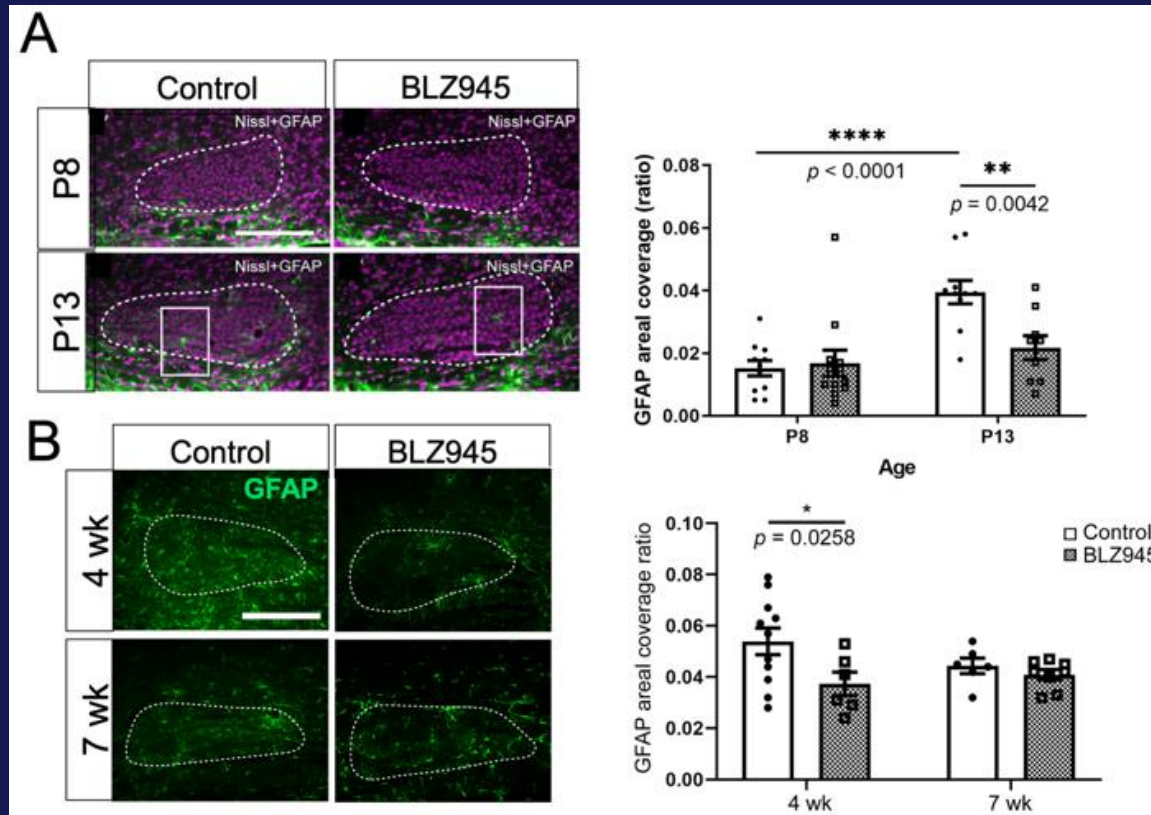 A
Control
BLZ945
P8
Nissl+GFAP
Nissl+GFAP
P13
Nissl+GFAP
Nissl+GFAP
GFAP areal coverage (ratio)
0.08
0.06
0.04
0.02
0.00
****
p < 0.0001
**
p = 0.0042
P8
P13
Age
B
Control
BLZ945
4 wk
GFAP
7 wk
GFAP areal coverage ratio
0.10
0.08
0.06
0.04
0.02
0.00
*
p = 0.0258
Control
BLZ945
4 wk
7 wk